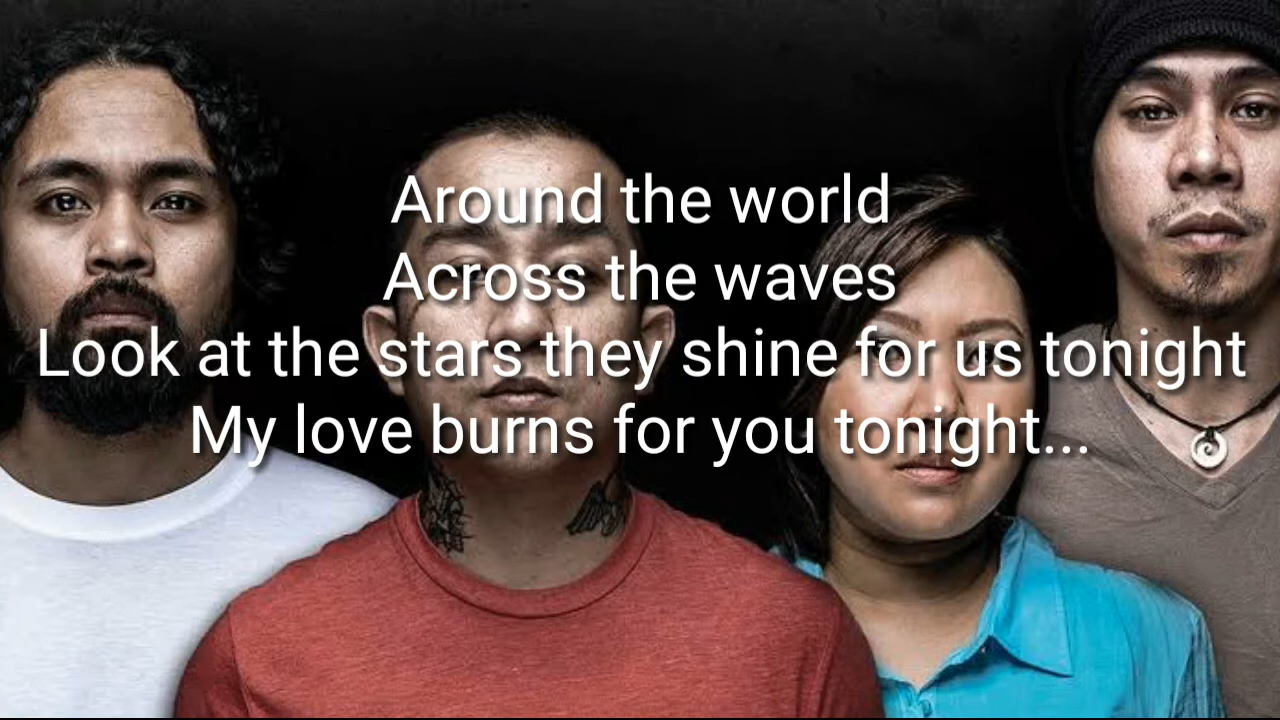 Around the world
Across the waves
Look at the stars they shine for us tonight
My love burns for you tonight...